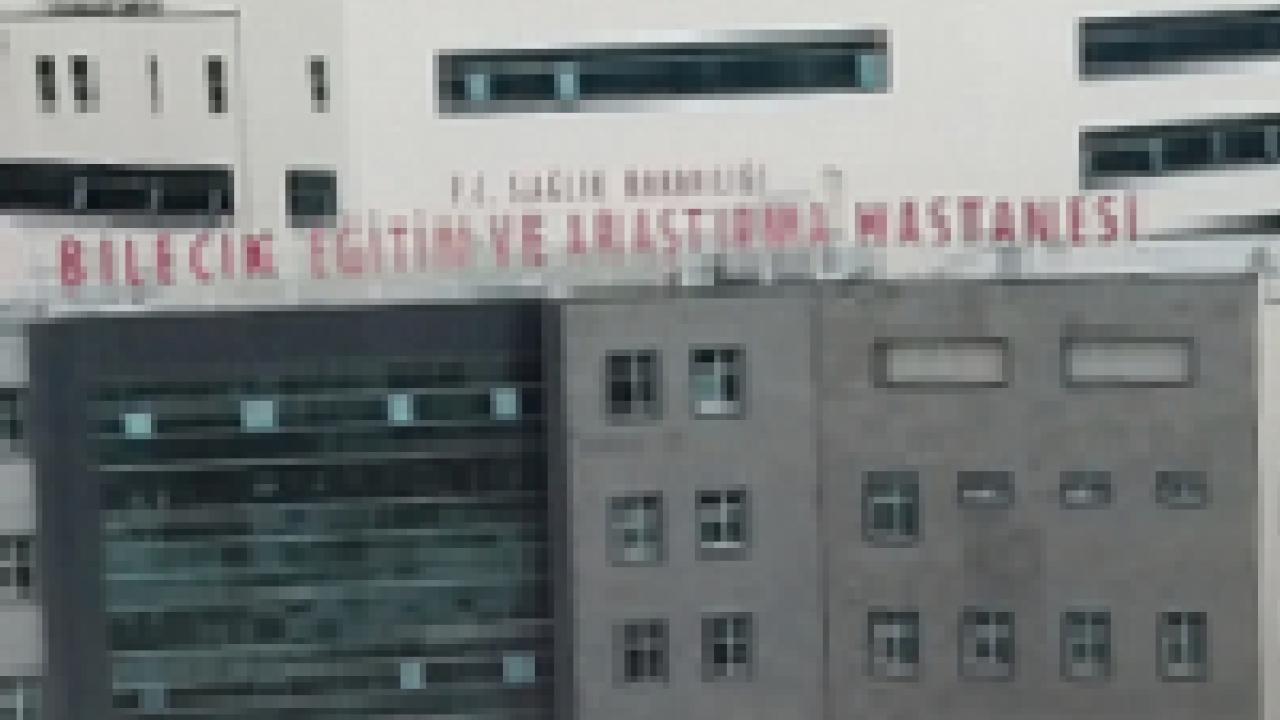 T.C. SAĞLIK BAKANLIĞI
BİLECİK EĞİTİM VE ARAŞTIRMA HASTANESİ